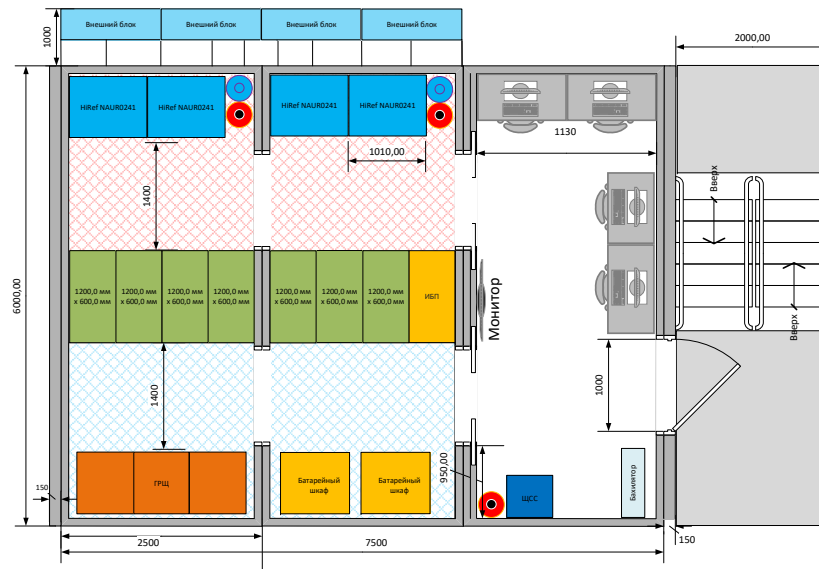 Внешний блок
Внешний блок
Внешний блок
Внешний блок
1000
2000,00
HiRef NAUR0241
HiRef NAUR0241
HiRef NAUR0241
HiRef NAUR0241
1130
1010,00
1400
Вверх
6000,00
1200,0 мм
х 600,0 мм
1200,0 мм
х 600,0 мм
1200,0 мм
х 600,0 мм
1200,0 мм
х 600,0 мм
1200,0 мм
х 600,0 мм
1200,0 мм
х 600,0 мм
1200,0 мм
х 600,0 мм
ИБП
Монитор
Вверх
1400
1000
950,00
ГРЩ
Батарейный
шкаф
Батарейный
шкаф
ЩСС
Бахилятор
150
150
2500
7500